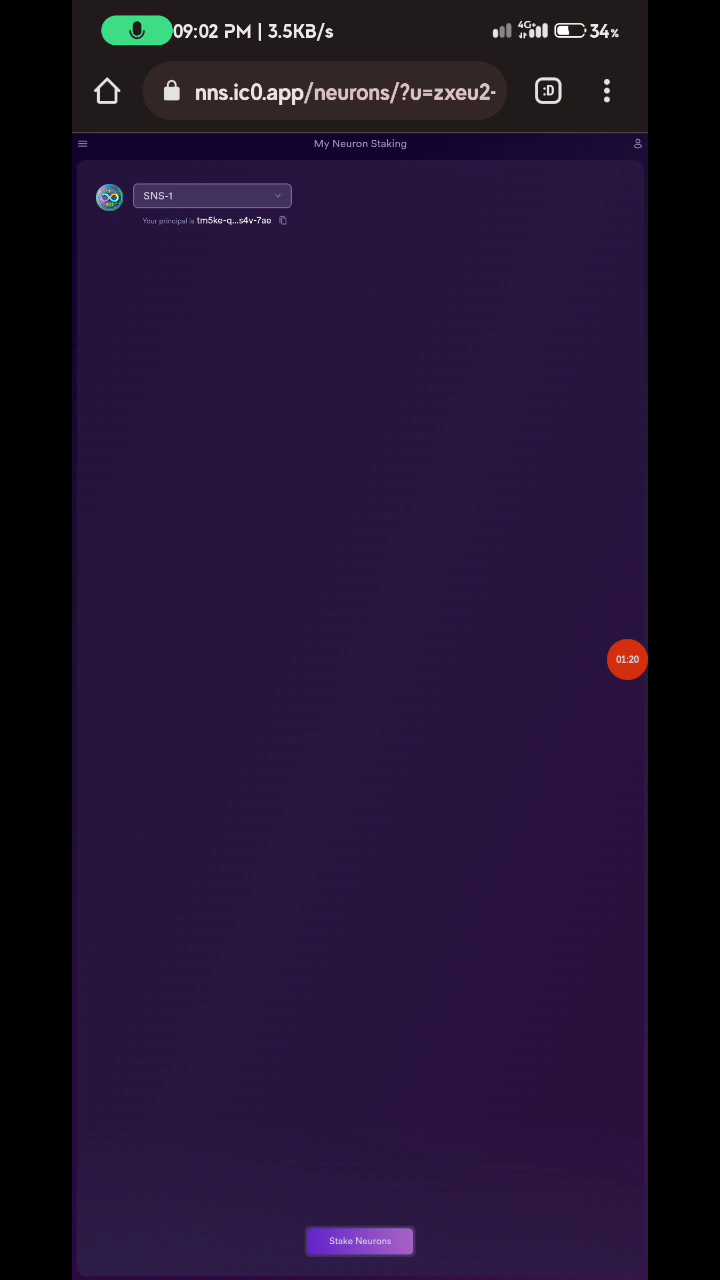 09:02 PM | 3.5KB/s 4G+ 34%
nns.ic0.app/neurons/?u=zxeu2-
:D
My Neuron Staking
SNS-1
Your principal is tm5ke-q...s4v-7ae
01:20
Stake Neurons